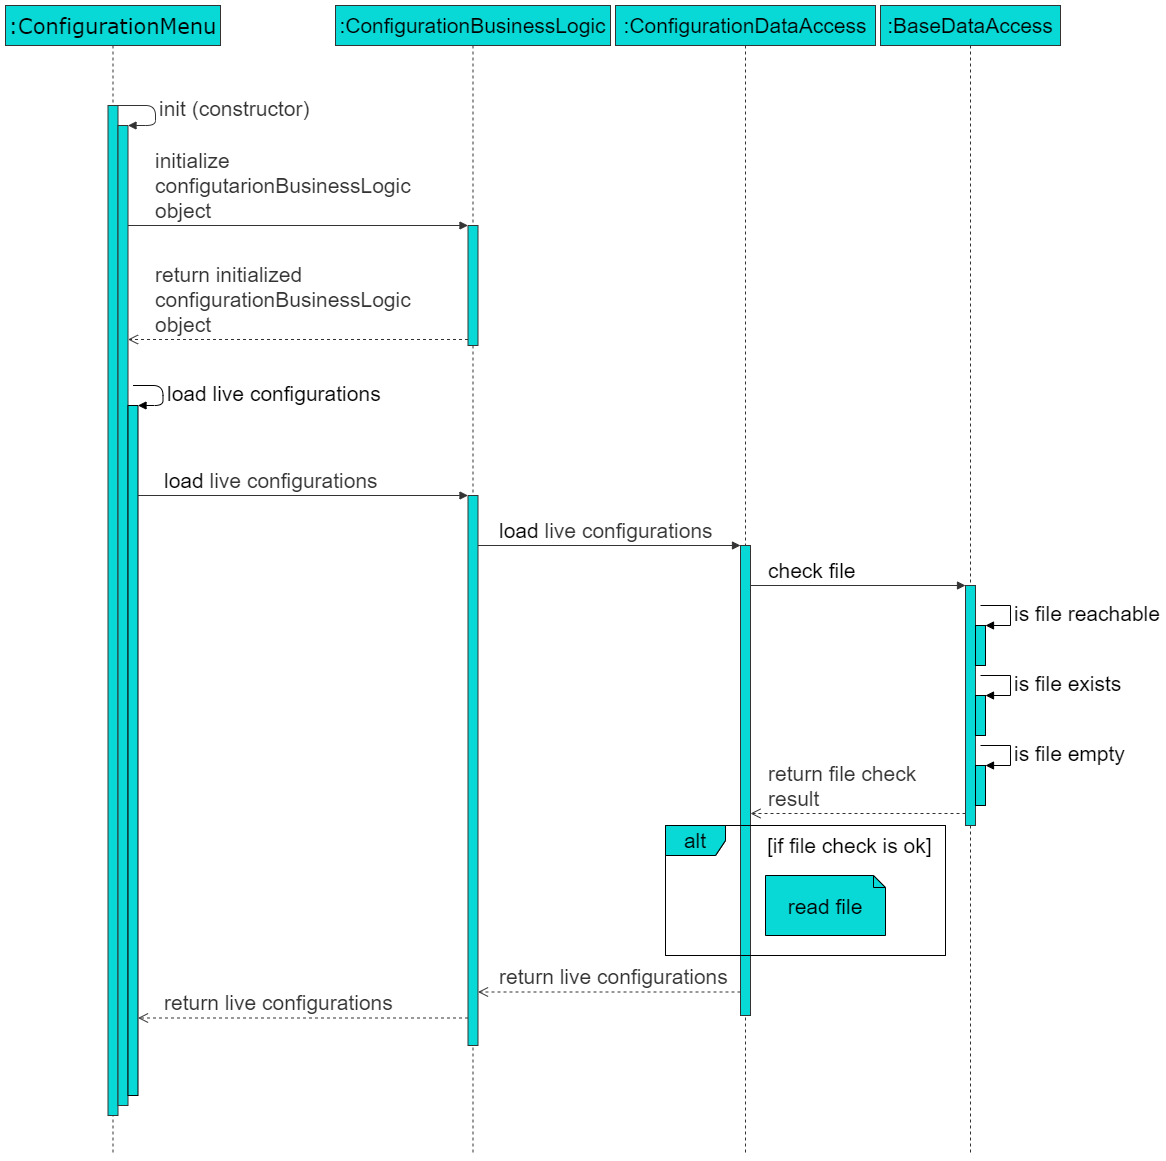 :ConfigurationMenu
:ConfigurationBusinessLogic
:ConfigurationDataAccess
:BaseDataAccess
init (constructor)
initialize
configutarionBusinessLogic
object
return initialized
configurationBusinessLogic
object
load live configurations
load live configurations
load live configurations
check file
is file reachable
is file exists
is file empty
return file check
result
alt
[if file check is ok]
read file
return live configurations
return live configurations